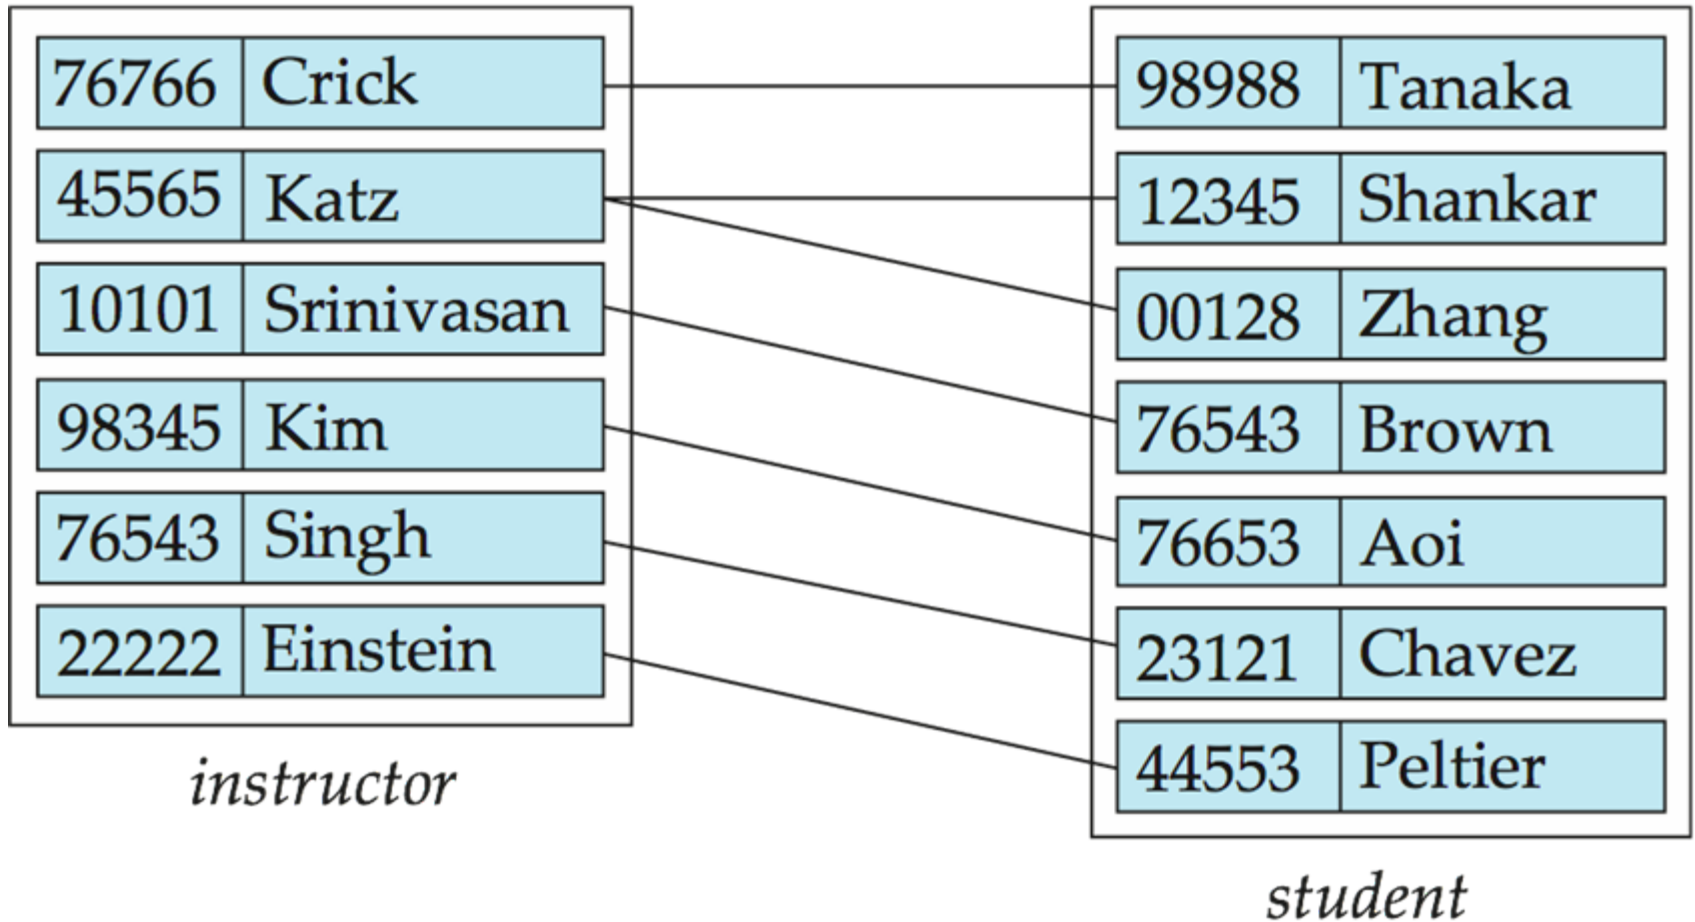 76766 Crick
45565 Katz
10101 Srinivasan
98345 Kim
76543 Singh
22222 Einstein
instructor
98988 Tanaka
12345 Shankar
00128 Zhang
76543 Brown
76653 Aoi
23121 Chavez
44553 Peltier
student